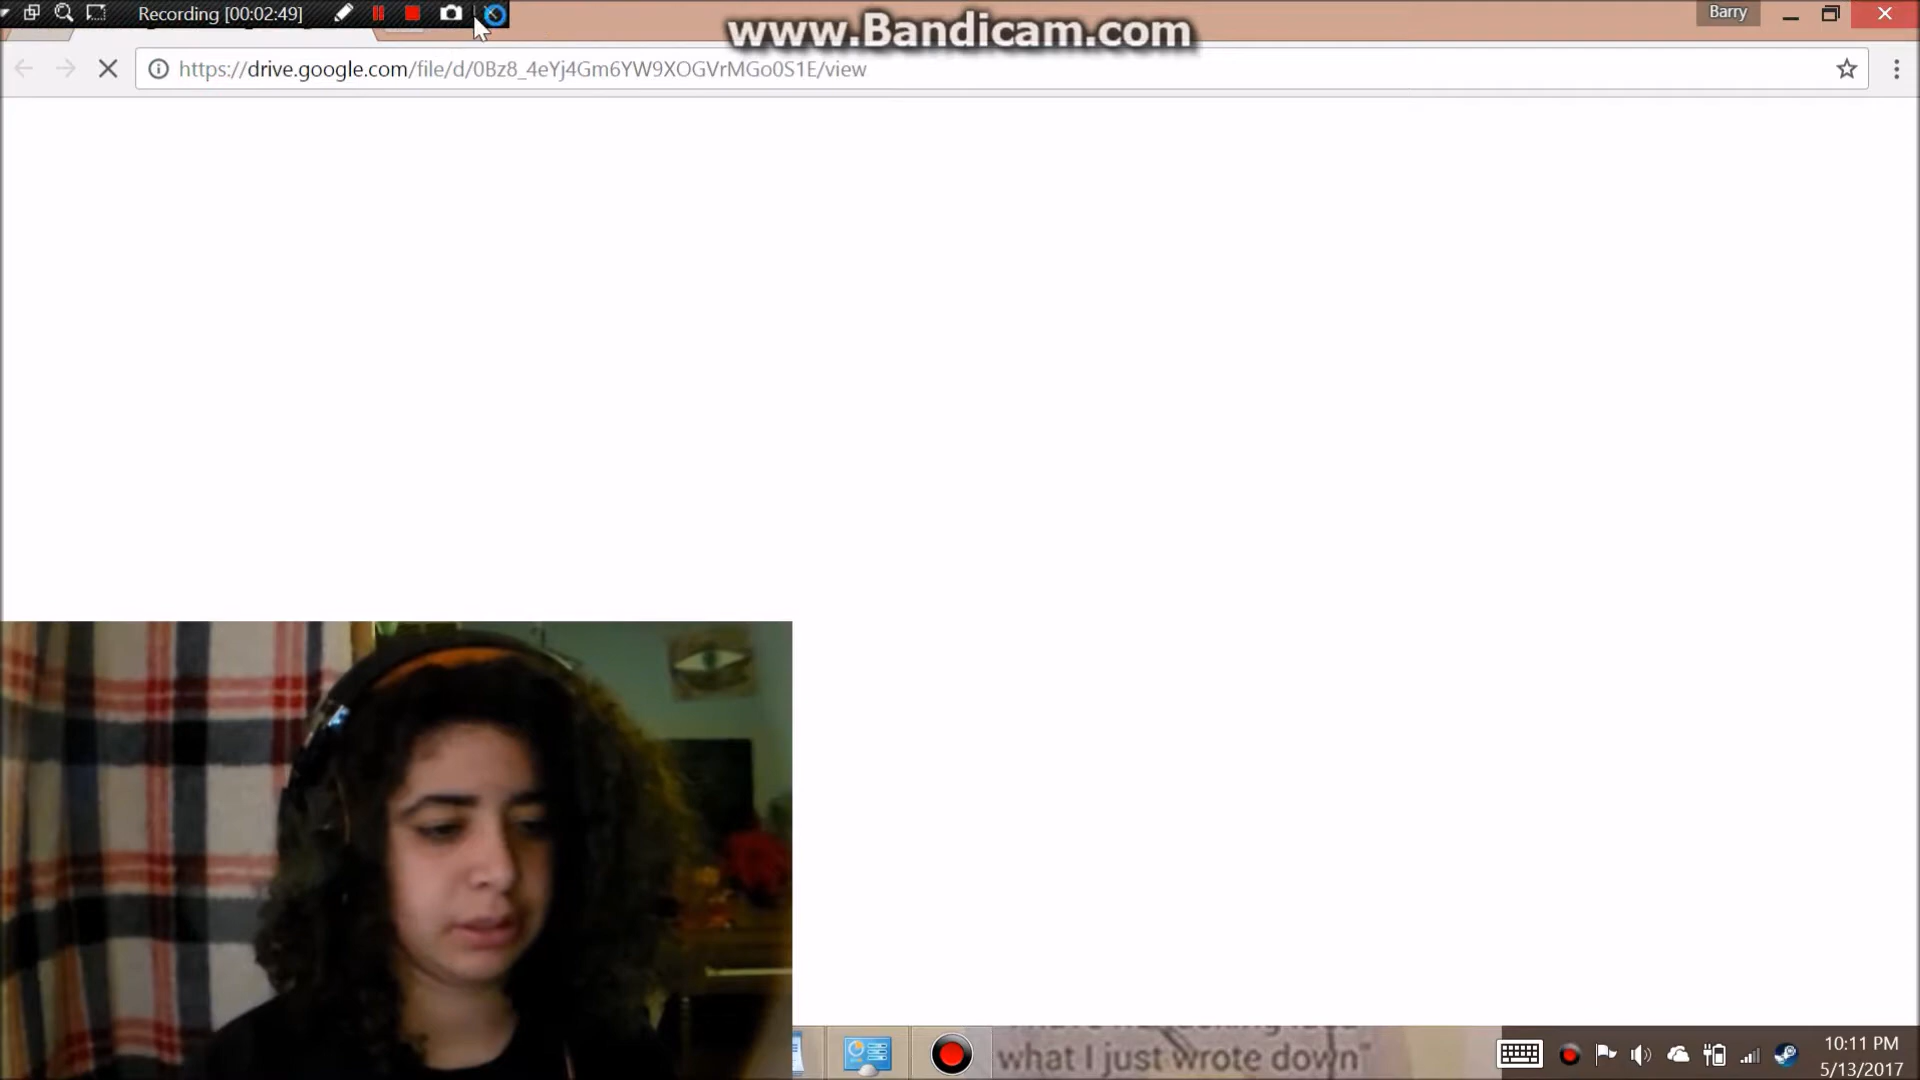 Recording [00:02:49]
www.Bandicam.com
Barry
https://drive.google.com/file/d/0Bz8_4eYj4Gm6YW9XOGVrMGo0S1E/view
what I just wrote down"
10:11 PM
5/13/2017